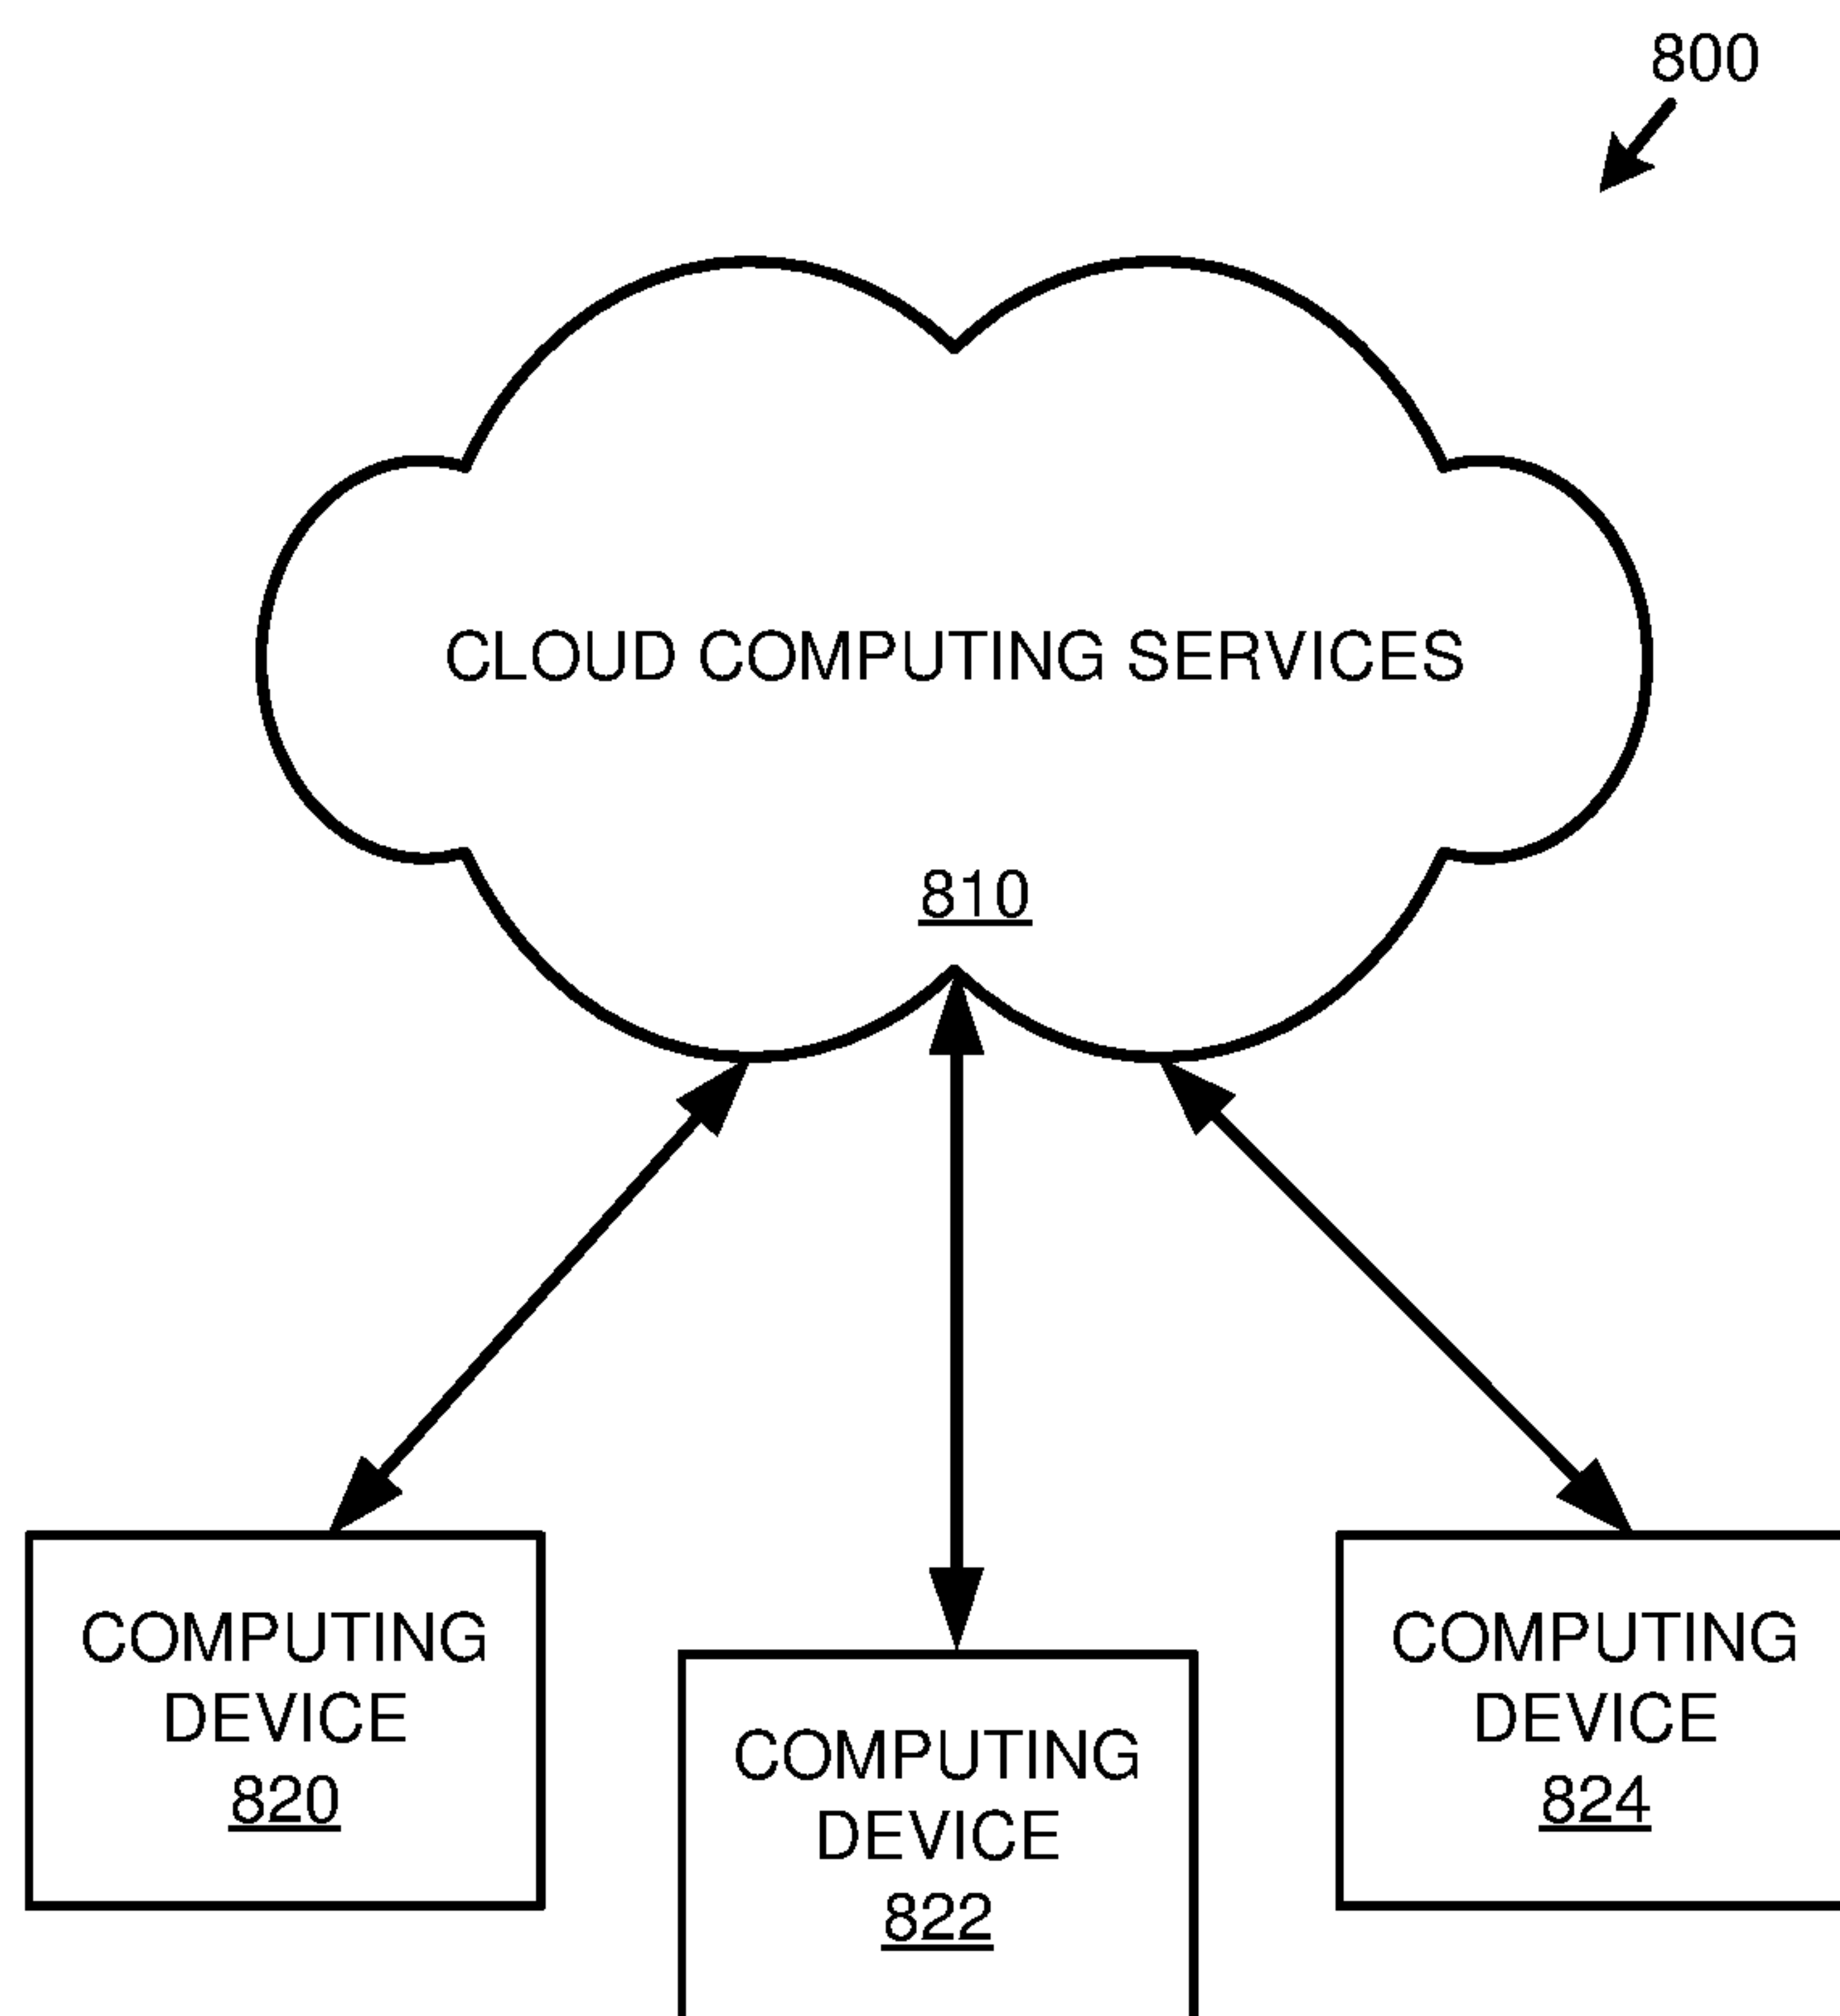 800
CLOUD COMPUTING SERVICES
810
COMPUTING
DEVICE
820
COMPUTING
DEVICE
822
COMPUTING
DEVICE
824